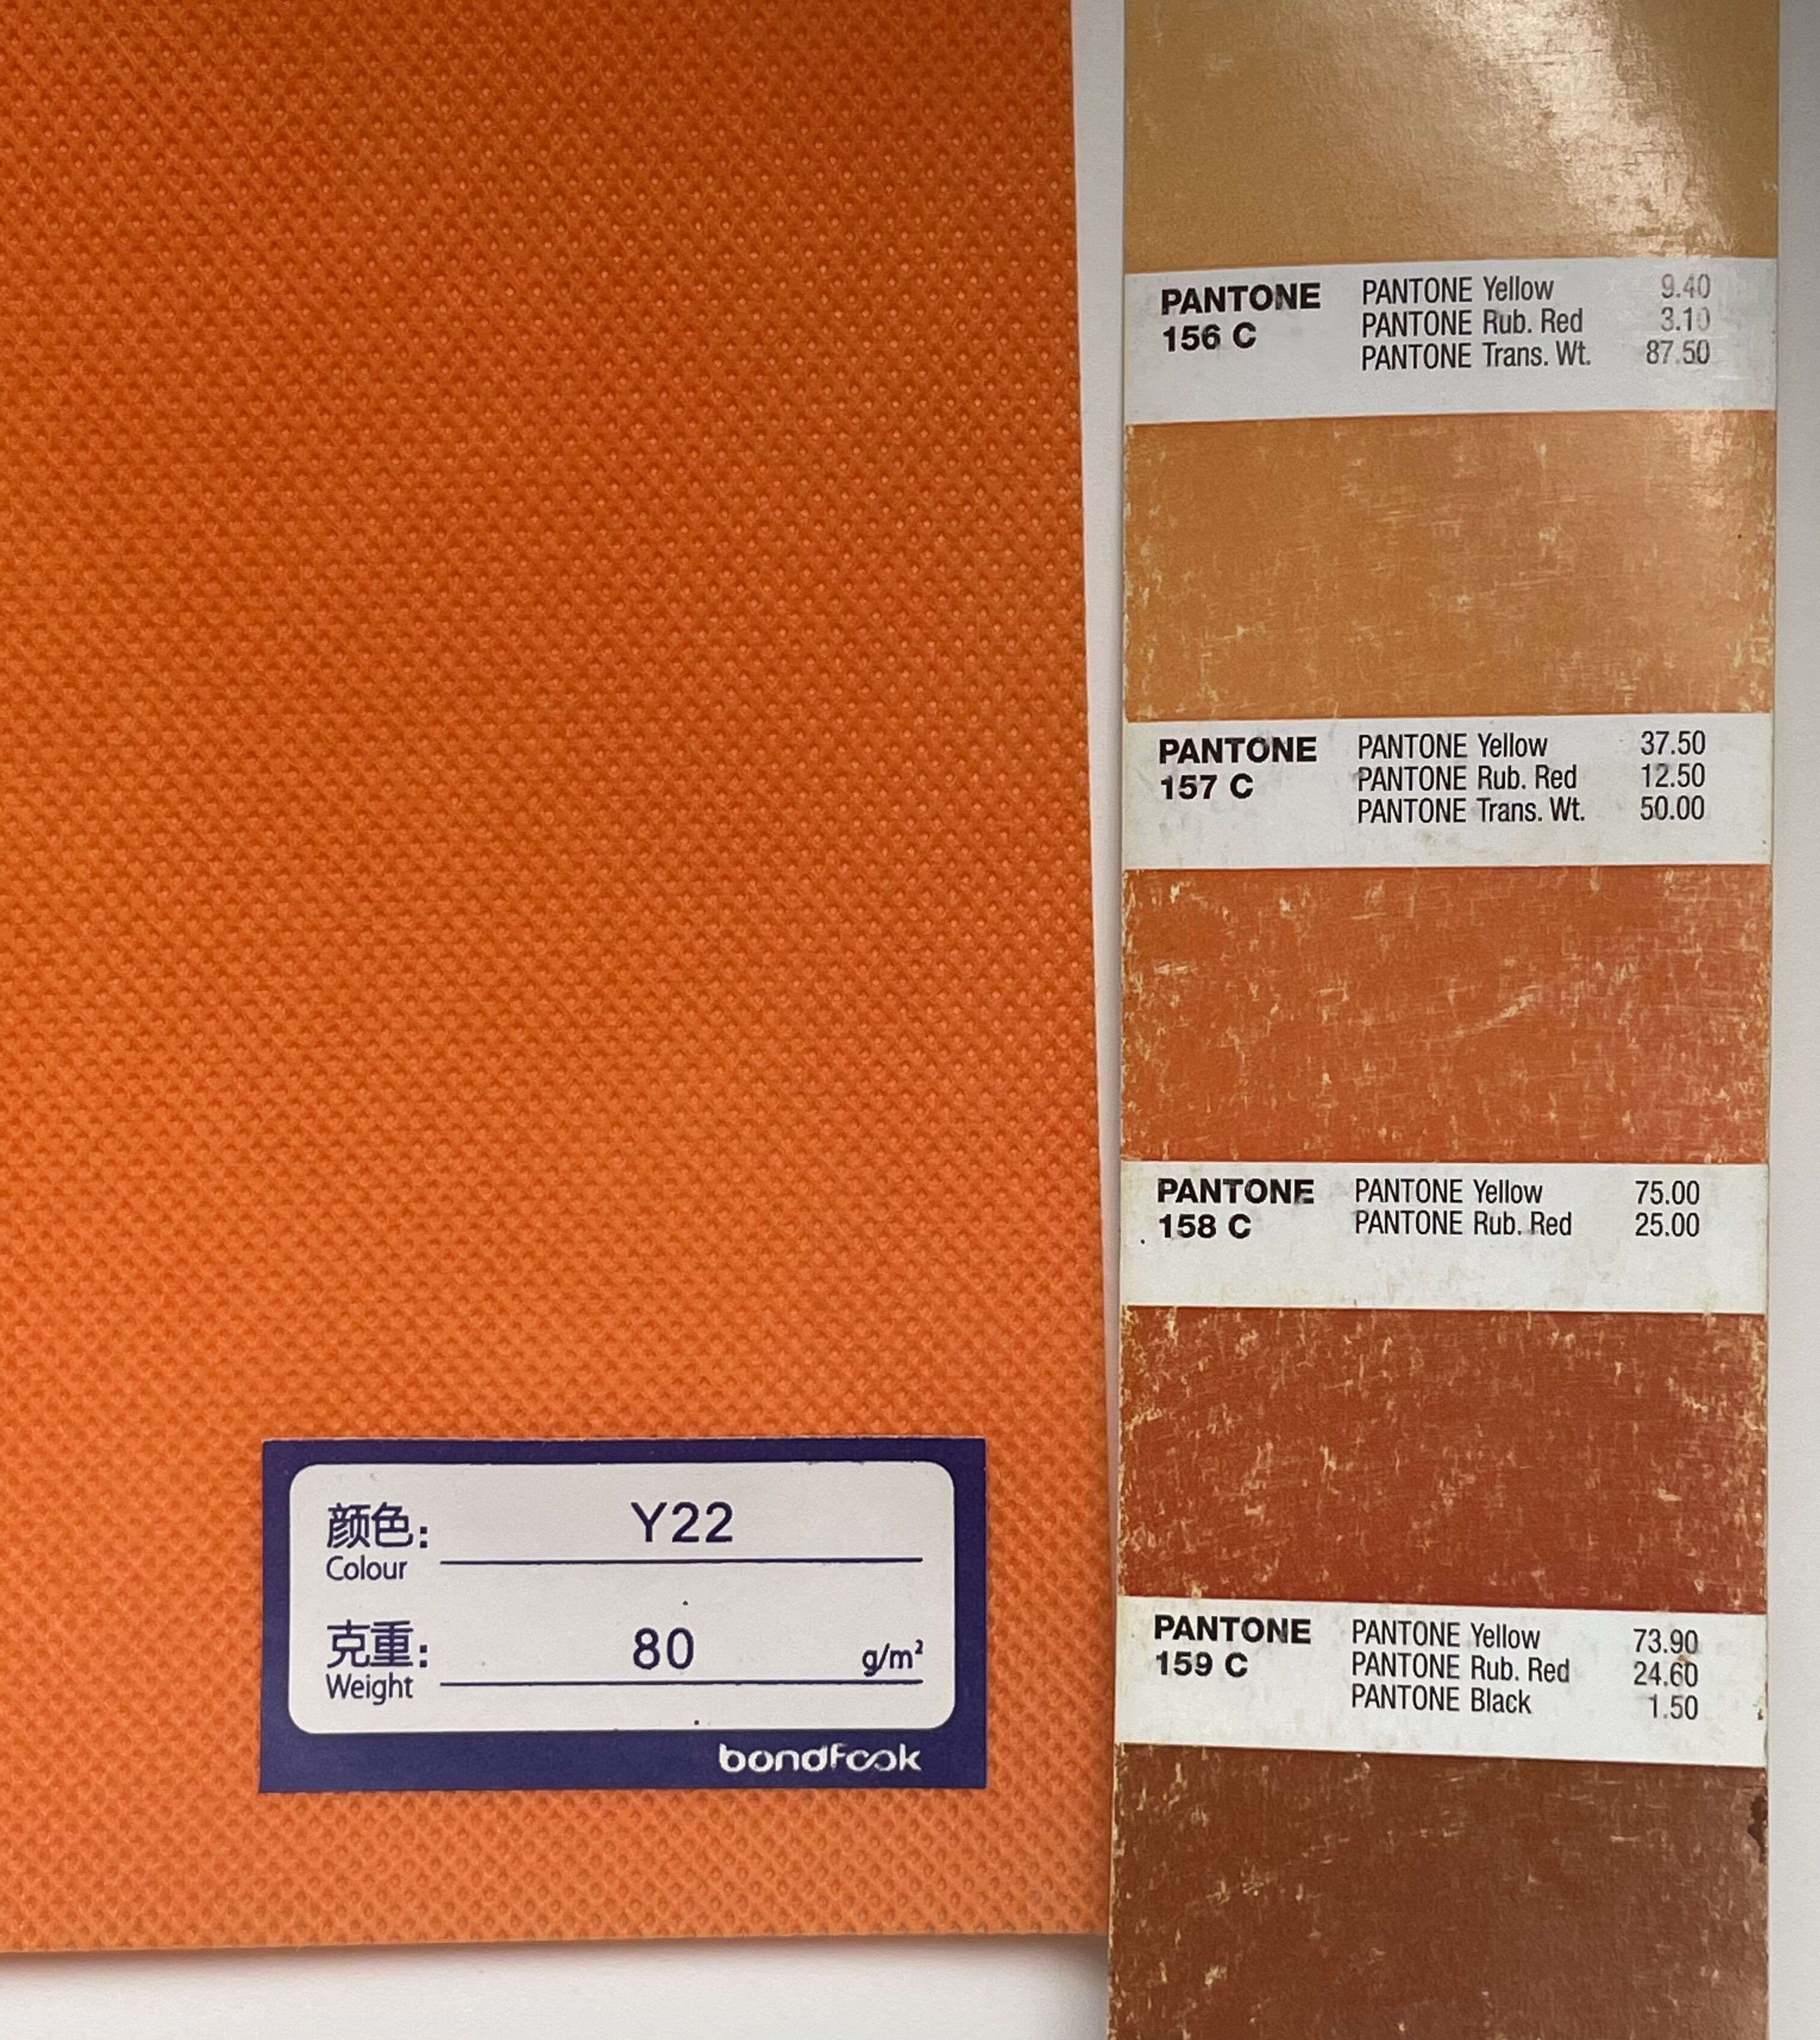 颜色: Y22
Colour
克重: 80 g/m²
Weight
bondfook
PANTONE 156 C
PANTONE Yellow 9.40
PANTONE Rub. Red 3.10
PANTONE Trans. Wt. 87.50
PANTONE 157 C
PANTONE Yellow 37.50
PANTONE Rub. Red 12.50
PANTONE Trans. Wt. 50.00
PANTONE 158 C
PANTONE Yellow 75.00
PANTONE Rub. Red 25.00
PANTONE 159 C
PANTONE Yellow 73.90
PANTONE Rub. Red 24.60
PANTONE Black 1.50